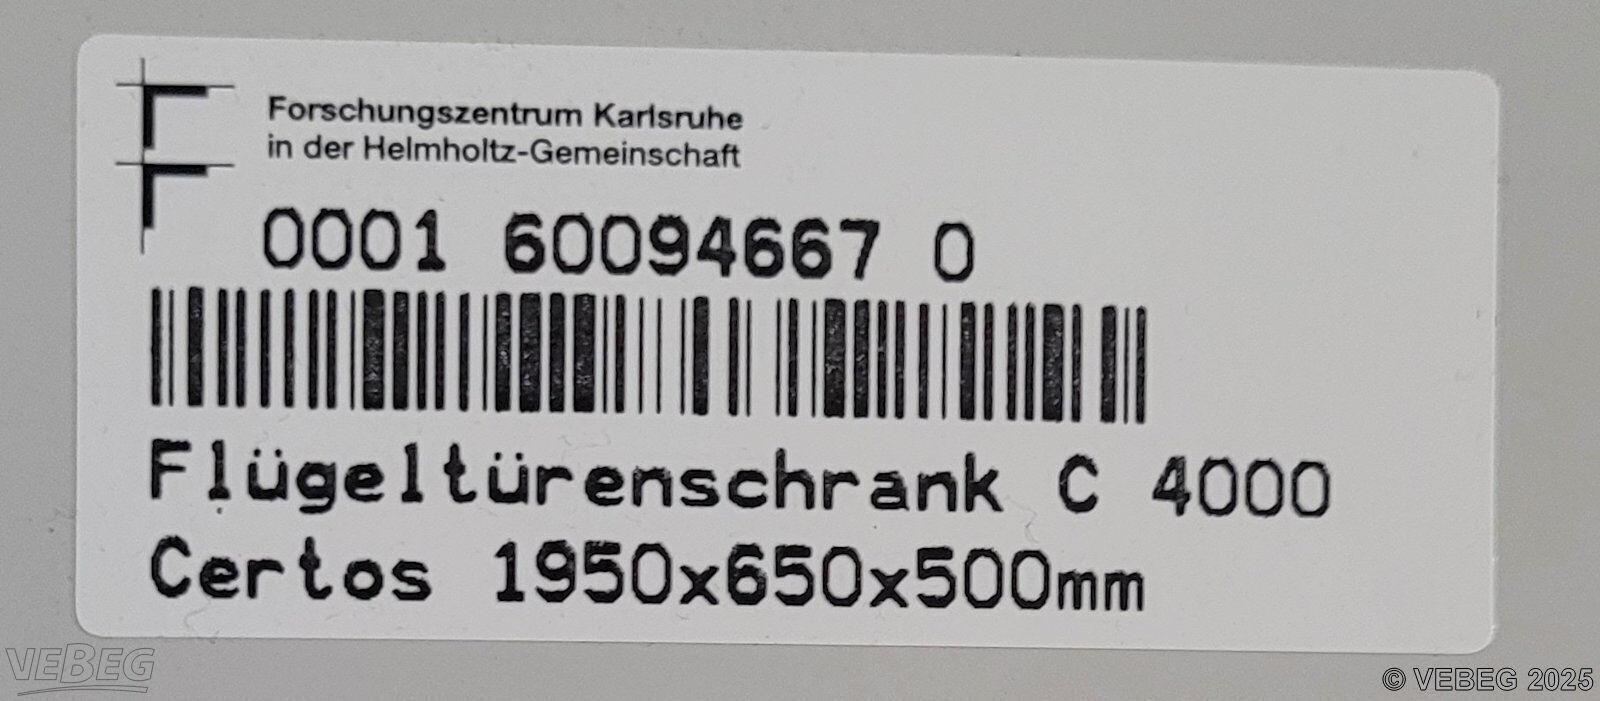 Forschungszentrum Karlsruhe
in der Helmholtz-Gemeinschaft
0001 60094667 0
Flügeltürenschrank C 4000
Certos 1950x650x500mm
VEBEG
© VEBEG 2025